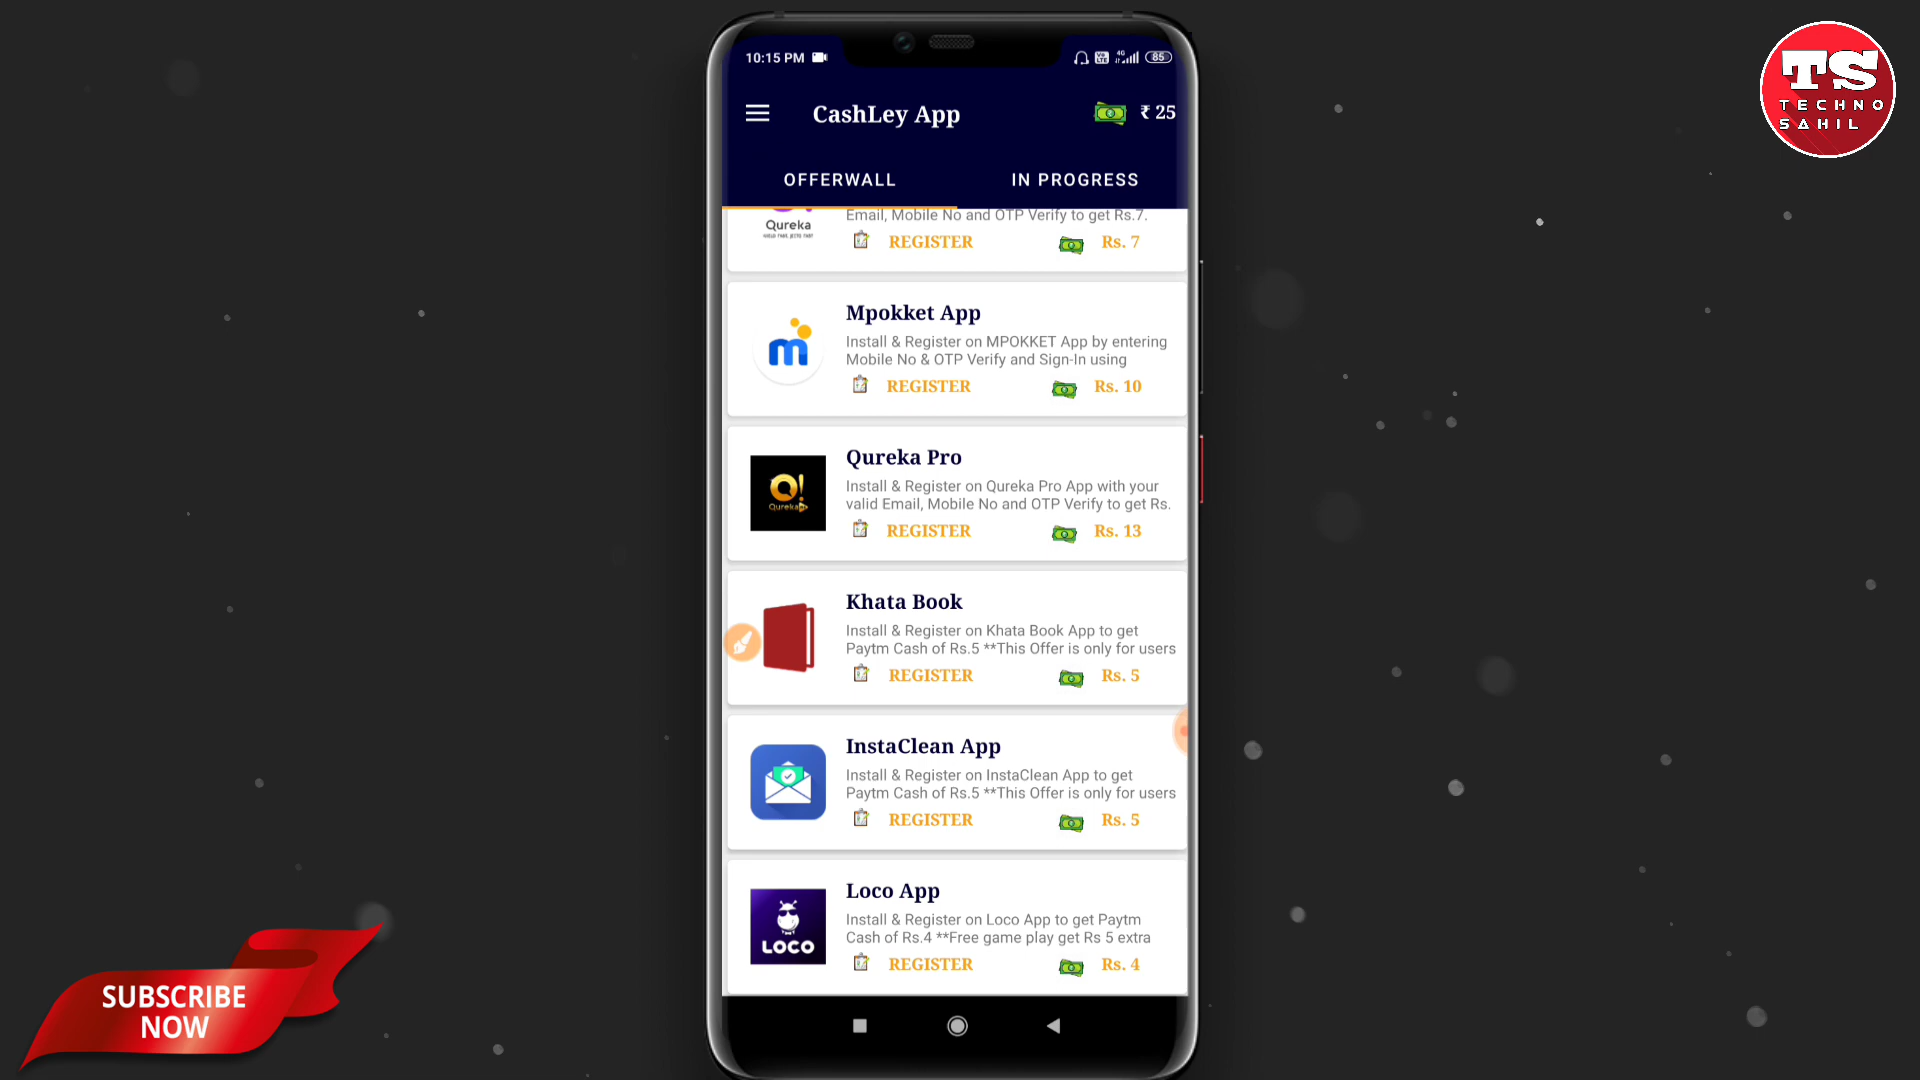 10:15 PM
4G
85
CashLey App
₹ 25
OFFERWALL
IN PROGRESS
Qureka
Email, Mobile No and OTP Verify to get Rs.7.
REGISTER
Rs. 7
m
Mpokket App
Install & Register on MPOKKET App by entering
Mobile No & OTP Verify and Sign-In using
REGISTER
Rs. 10
Q!
Qureka
Qureka Pro
Install & Register on Qureka Pro App with your
valid Email, Mobile No and OTP Verify to get Rs.
REGISTER
Rs. 13
Khata Book
Install & Register on Khata Book App to get
Paytm Cash of Rs.5 **This Offer is only for users
REGISTER
Rs. 5
InstaClean App
Install & Register on InstaClean App to get
Paytm Cash of Rs.5 **This Offer is only for users
REGISTER
Rs. 5
LOCO
Loco App
Install & Register on Loco App to get Paytm
Cash of Rs.4 **Free game play get Rs 5 extra
REGISTER
Rs. 4
TS
TECHNO
SAHIL
SUBSCRIBE
NOW